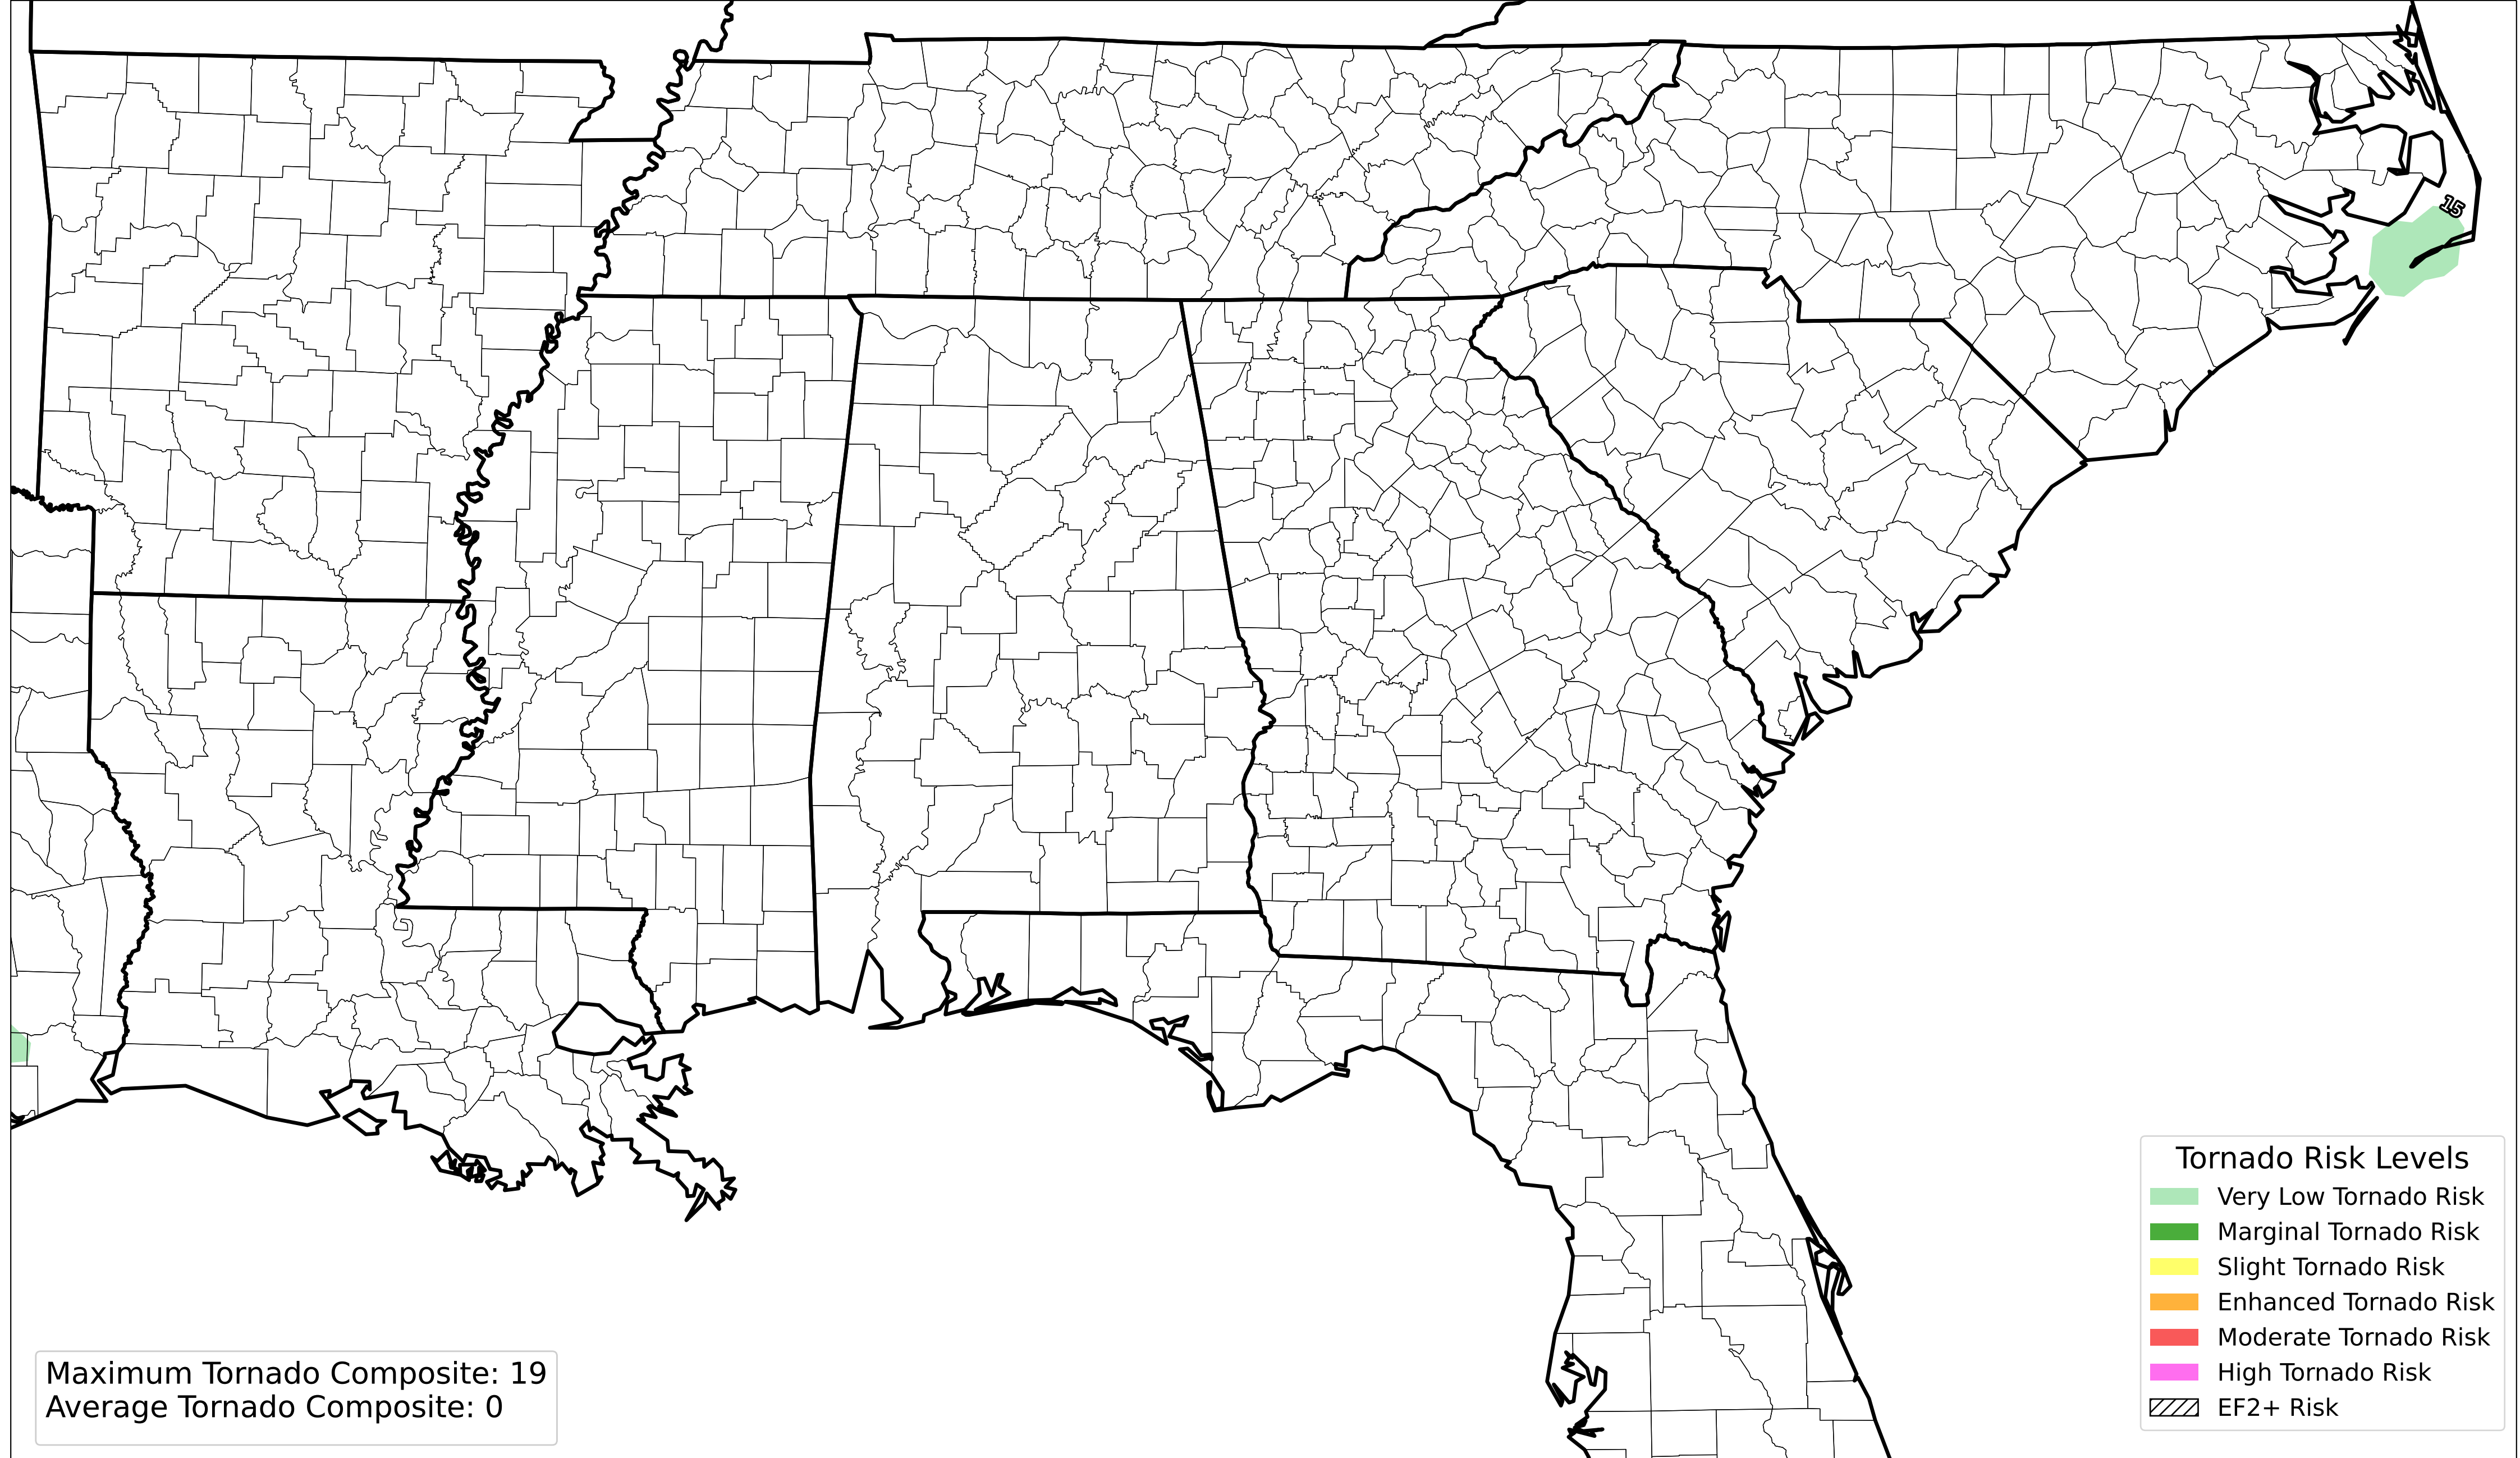 15
Tornado Risk Levels
Very Low Tornado Risk
Marginal Tornado Risk
Slight Tornado Risk
Enhanced Tornado Risk
Moderate Tornado Risk
High Tornado Risk
EF2+ Risk
Maximum Tornado Composite: 19
Average Tornado Composite: 0